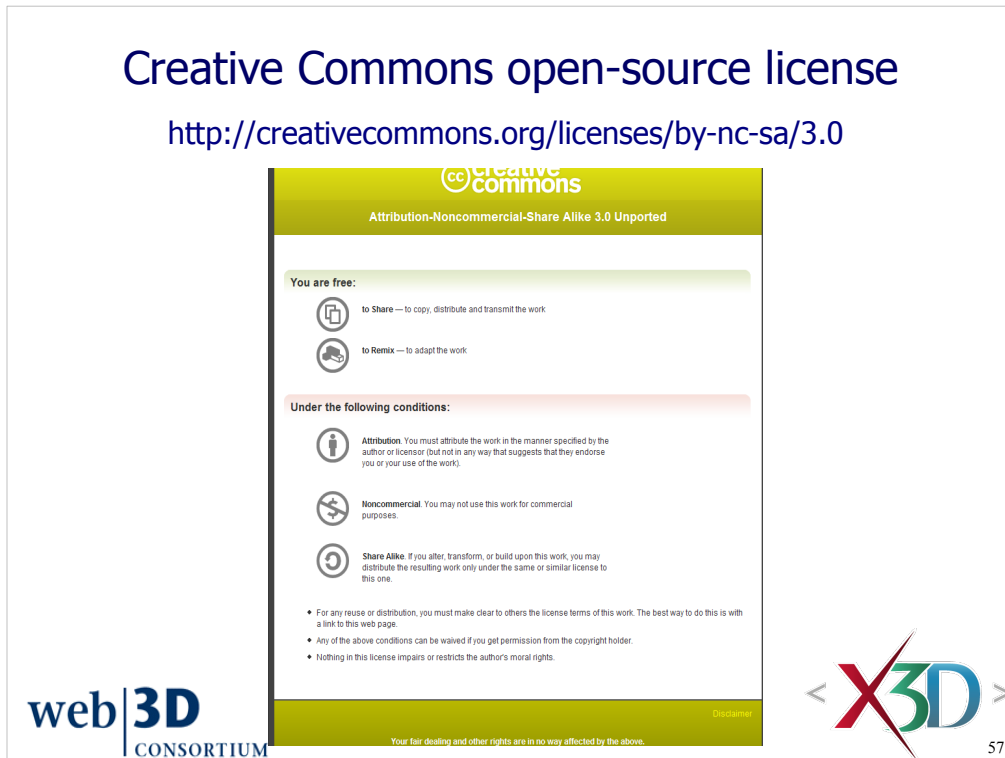 Creative Commons open-source license
http://creativecommons.org/licenses/by-nc-sa/3.0
cc creative
commons
Attribution-Noncommercial-Share Alike 3.0 Unported
You are free:
to Share — to copy, distribute and transmit the work
to Remix — to adapt the work
Under the following conditions:
Attribution. You must attribute the work in the manner specified by the
author or licensor (but not in any way that suggests that they endorse
you or your use of the work).
Noncommercial. You may not use this work for commercial
purposes.
Share Alike. If you alter, transform, or build upon this work, you may
distribute the resulting work only under the same or similar license to
this one.
For any reuse or distribution, you must make clear to others the license terms of this work. The best way to do this is with
a link to this web page.
Any of the above conditions can be waived if you get permission from the copyright holder.
Nothing in this license impairs or restricts the author's moral rights.
Disclaimer
Your fair dealing and other rights are in no way affected by the above.
web|3D
CONSORTIUM
<X3D>
57